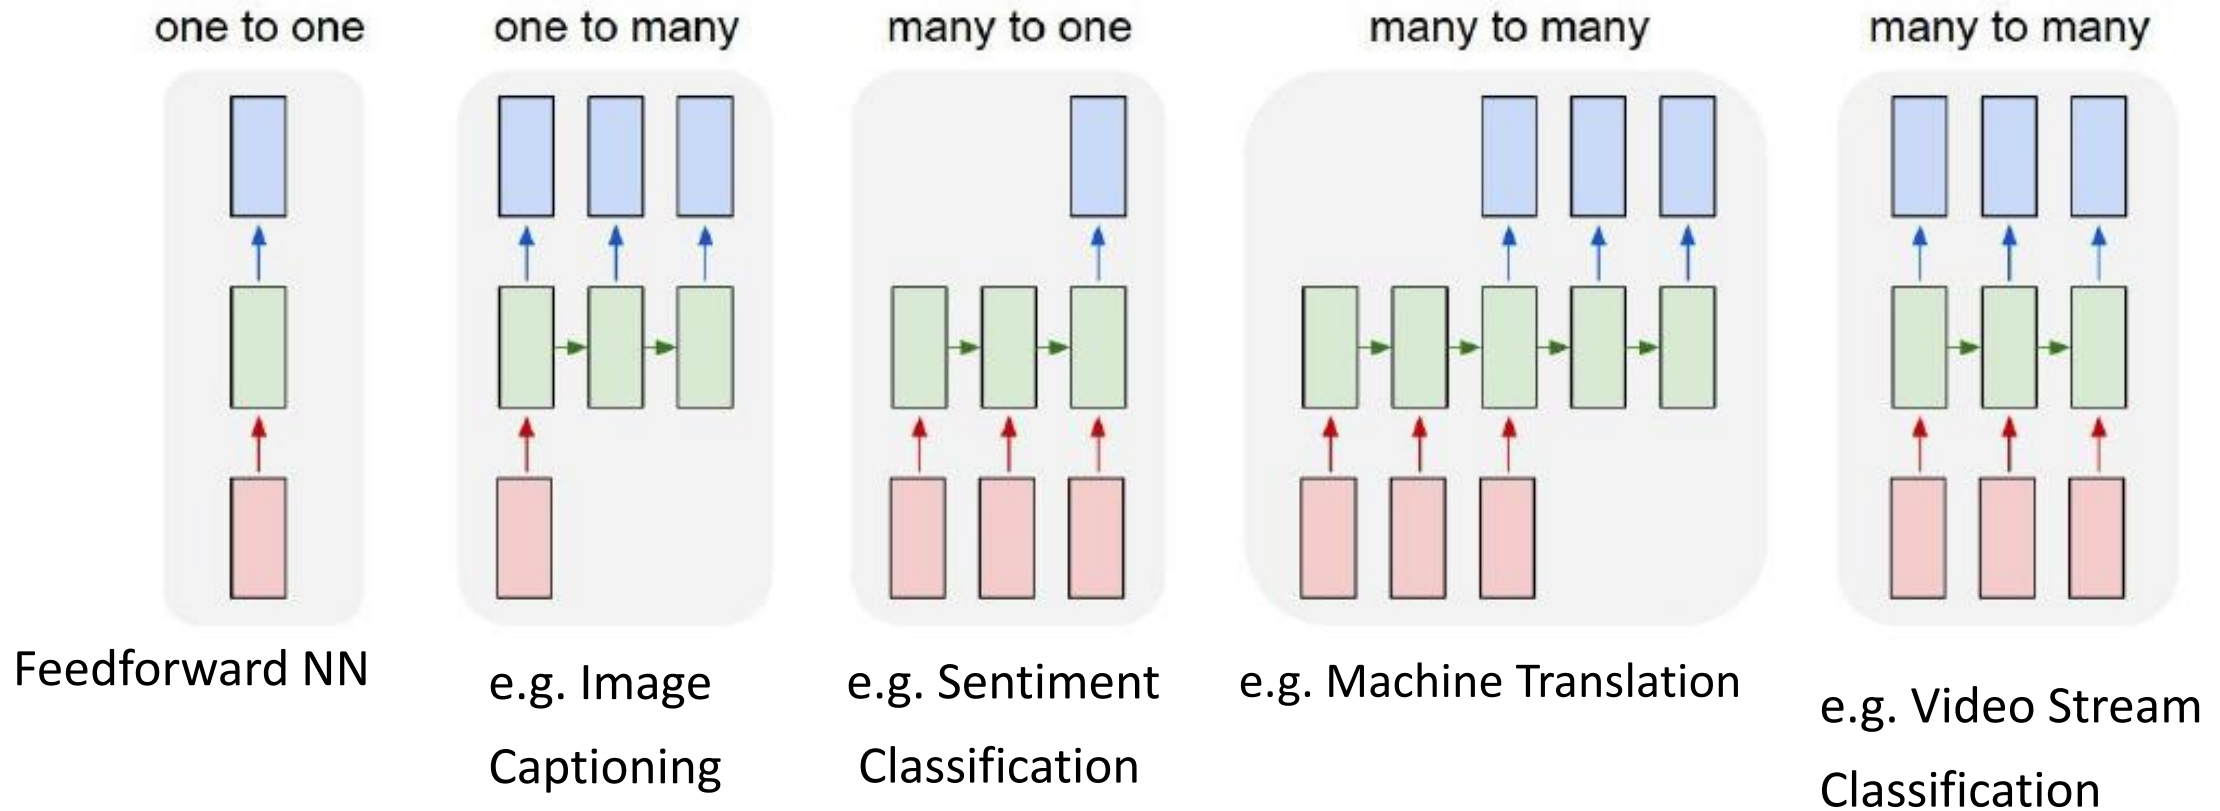 one to one
one to many
many to one
many to many
many to many
Feedforward NN
e.g. Image
Captioning
e.g. Sentiment
Classification
e.g. Machine Translation
e.g. Video Stream
Classification